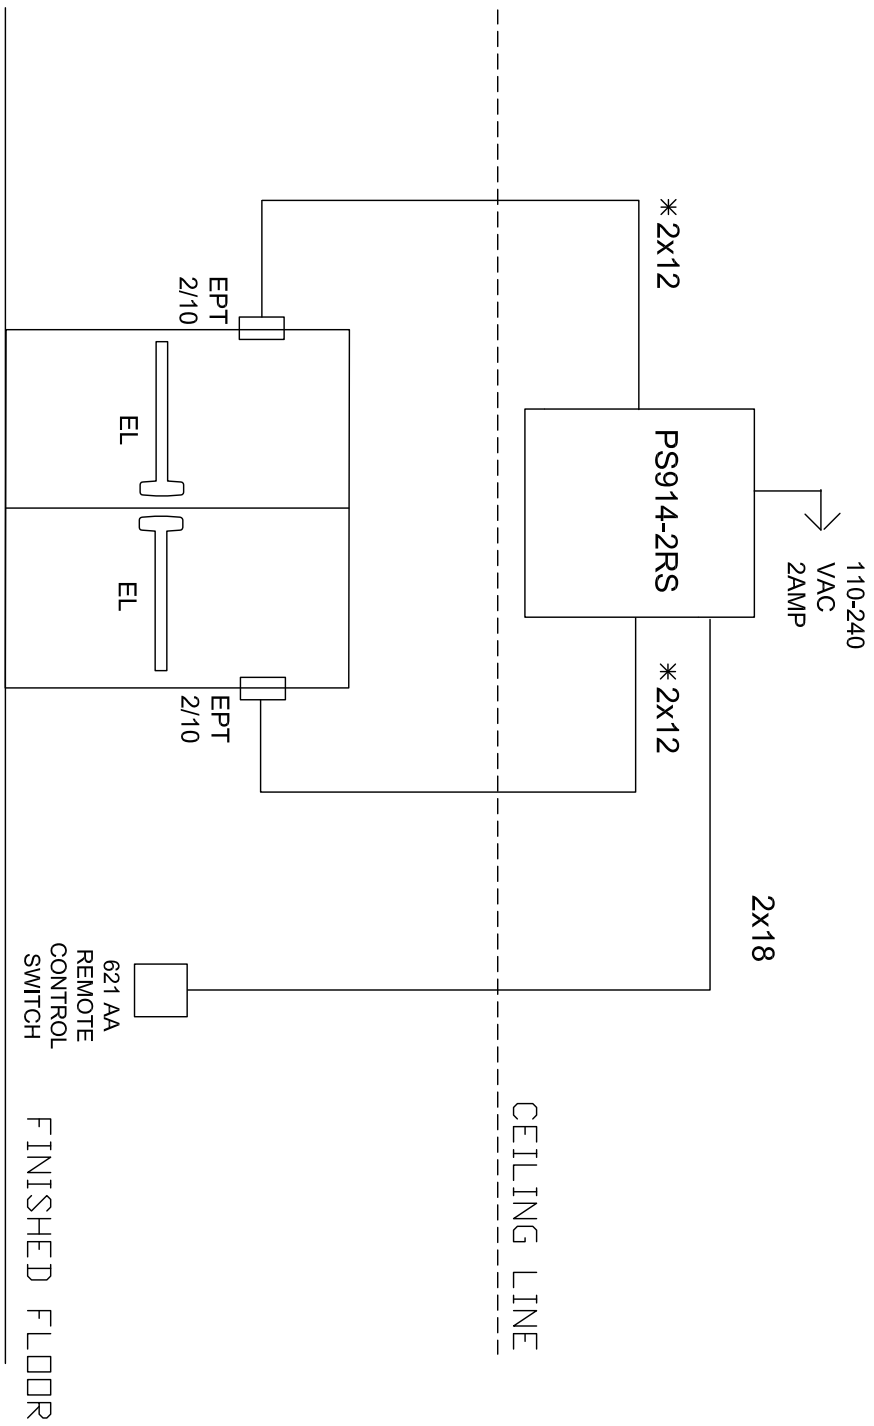 110-240
VAC
2AMP
* 2x12
PS914-2RS
* 2x12
2x18
CEILING LINE
EPT
2/10
EPT
2/10
EL
EL
621 AA
REMOTE
CONTROL
SWITCH
FINISHED FLOOR